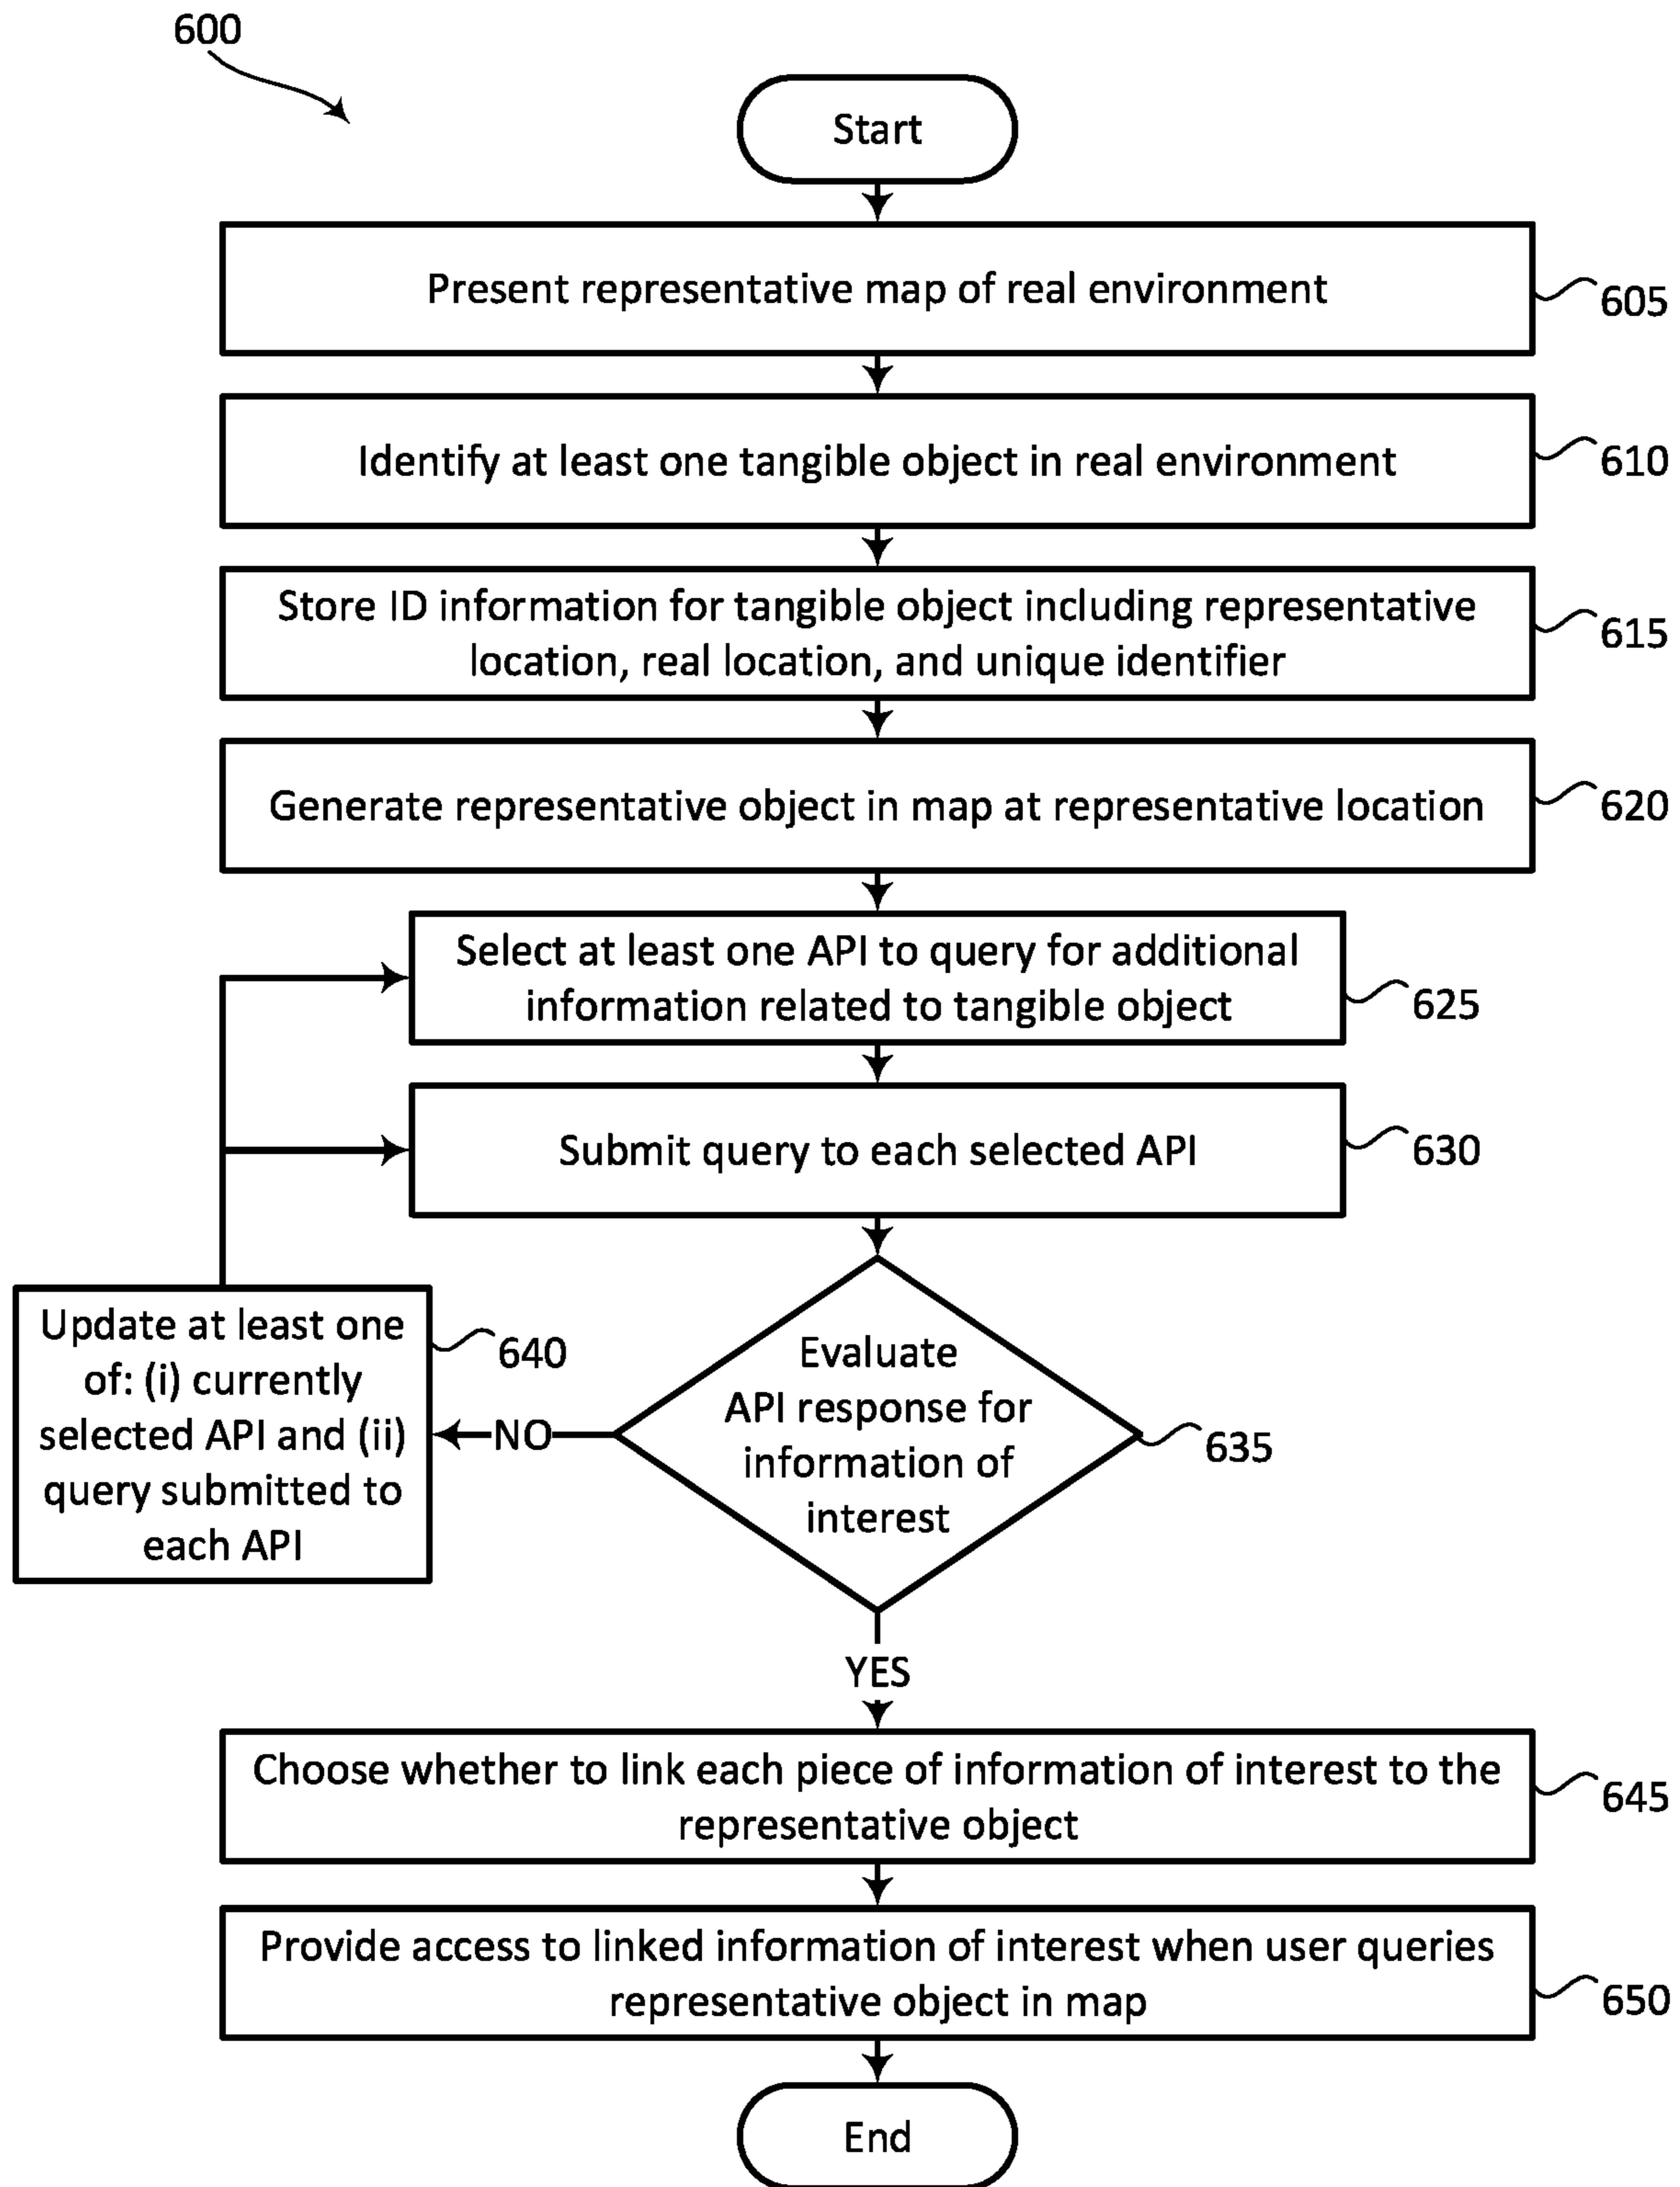 600
Start
Present representative map of real environment
605
Identify at least one tangible object in real environment
610
Store ID information for tangible object including representative
location, real location, and unique identifier
615
Generate representative object in map at representative location
620
Select at least one API to query for additional
information related to tangible object
625
Submit query to each selected API
630
Evaluate
API response for
information of
interest
635
NO
Update at least one
of: (i) currently
selected API and (ii)
query submitted to
each API
640
YES
Choose whether to link each piece of information of interest to the
representative object
645
Provide access to linked information of interest when user queries
representative object in map
650
End